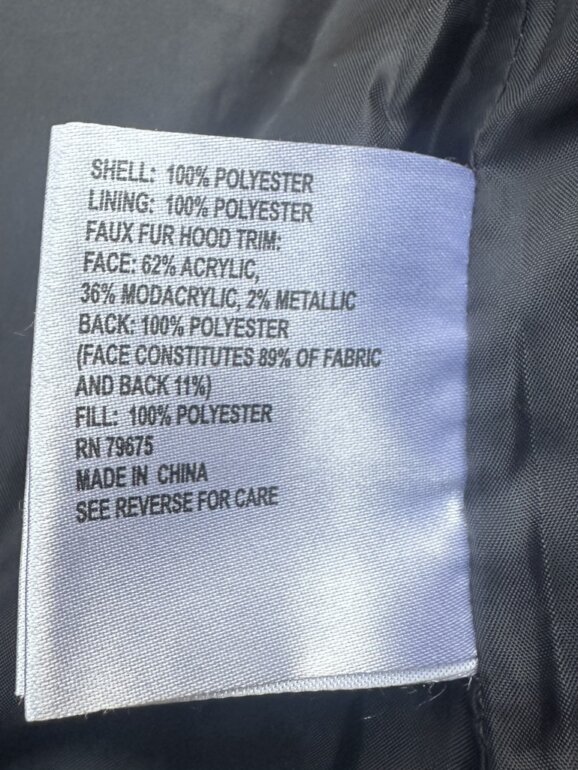 SHELL: 100% POLYESTER
LINING: 100% POLYESTER
FAUX FUR HOOD TRIM:
FACE: 62% ACRYLIC,
36% MODACRYLIC, 2% METALLIC
BACK: 100% POLYESTER
(FACE CONSTITUTES 89% OF FABRIC
AND BACK 11%)
FILL: 100% POLYESTER
RN 79675
MADE IN CHINA
SEE REVERSE FOR CARE